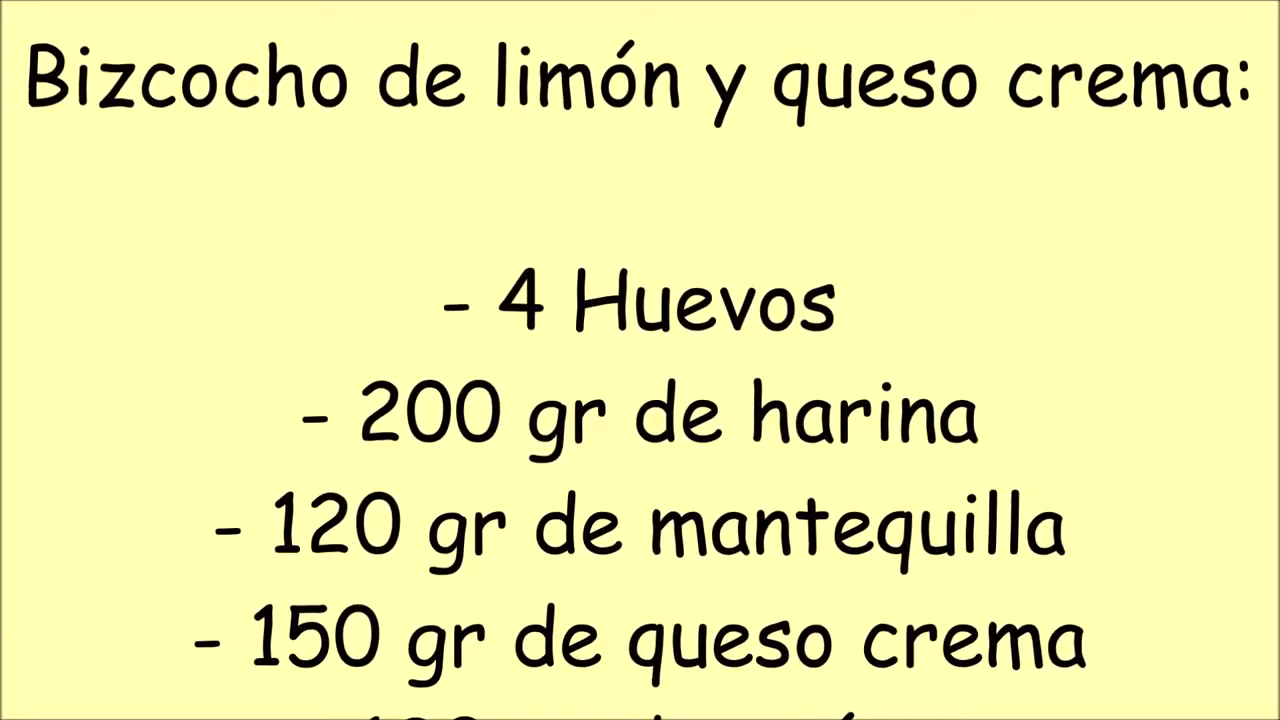 Bizcocho de limón y queso crema:
- 4 Huevos
- 200 gr de harina
- 120 gr de mantequilla
- 150 gr de queso crema